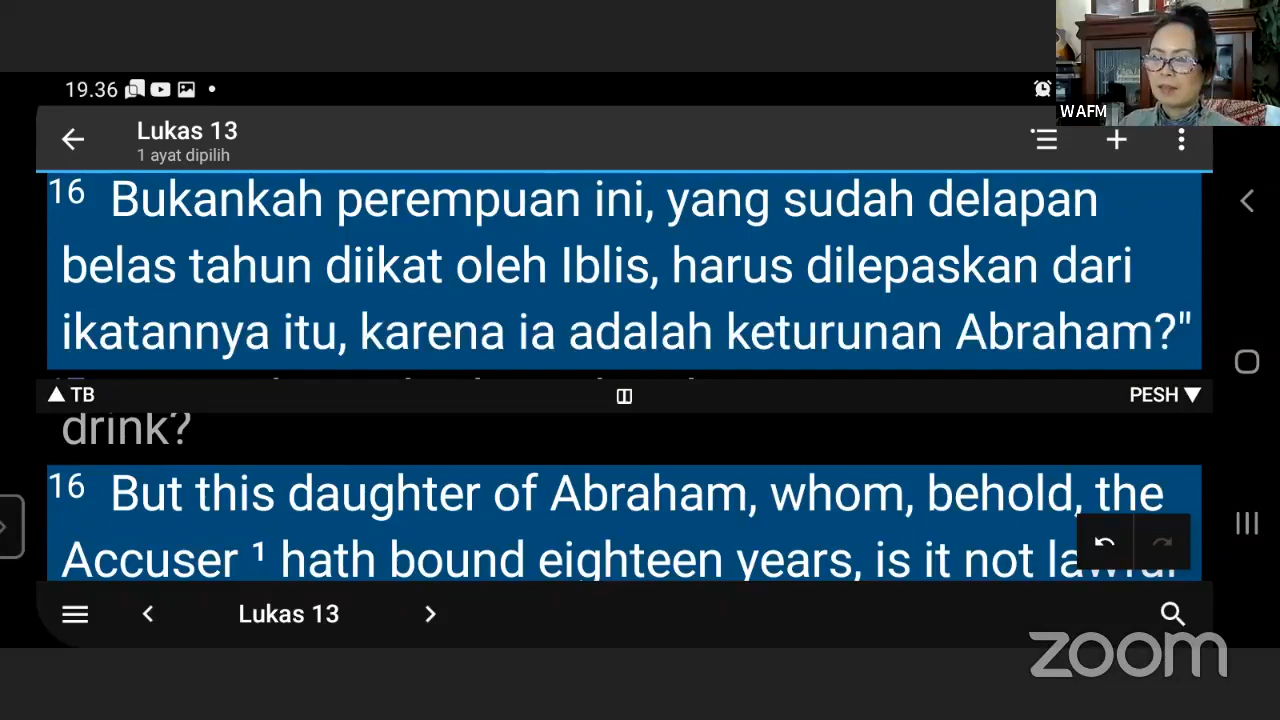 19.36
WAFM
Lukas 13
1 ayat dipilih
16 Bukankah perempuan ini, yang sudah delapan
belas tahun diikat oleh Iblis, harus dilepaskan dari
ikatannya itu, karena ia adalah keturunan Abraham?"
TB
PESH
drink?
16 But this daughter of Abraham, whom, behold, the
Accuser 1 hath bound eighteen years, is it not lawful
Lukas 13
zoom